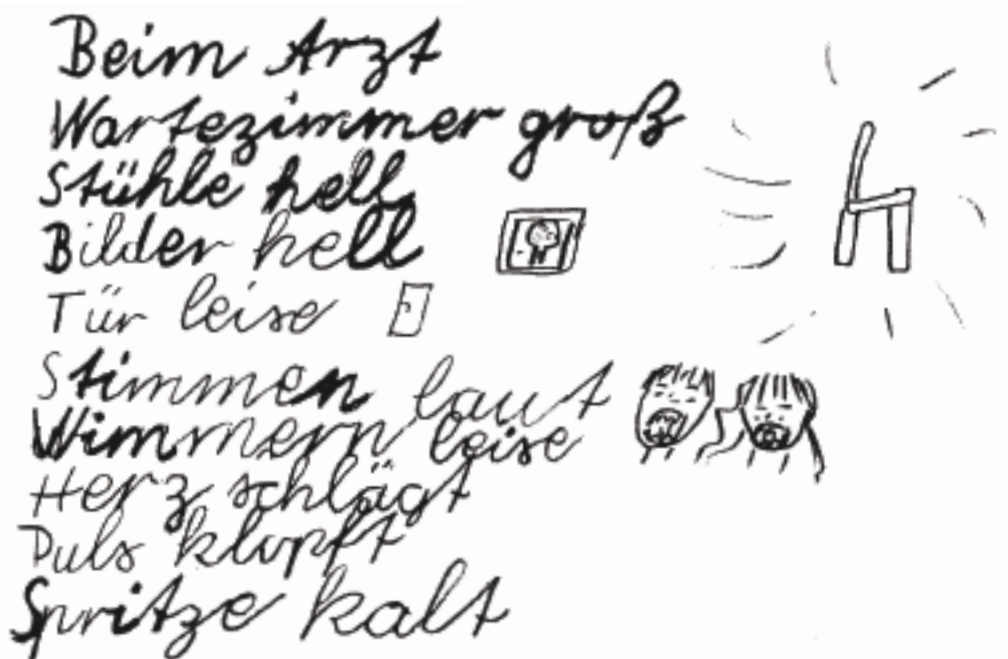 Beim Arzt
Wartezimmer groß
Stühle hell
Bilder hell
Tür leise
Stimmen laut
Wimmern leise
Herz schlägt
Puls klopft
Spritze kalt